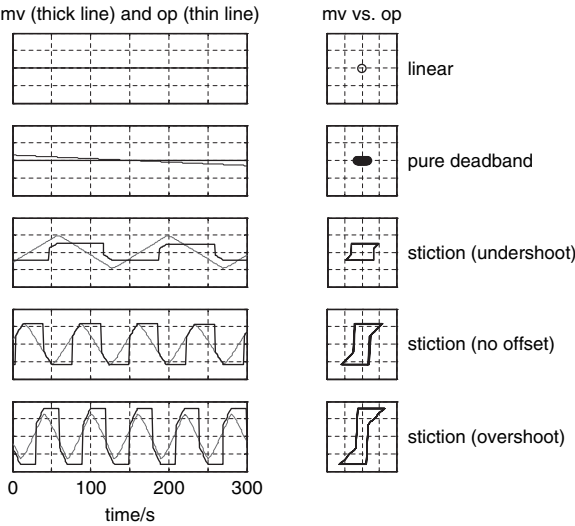 mv (thick line) and op (thin line)
mv vs. op
linear
pure deadband
stiction (undershoot)
stiction (no offset)
stiction (overshoot)
0 100 200 300
time/s